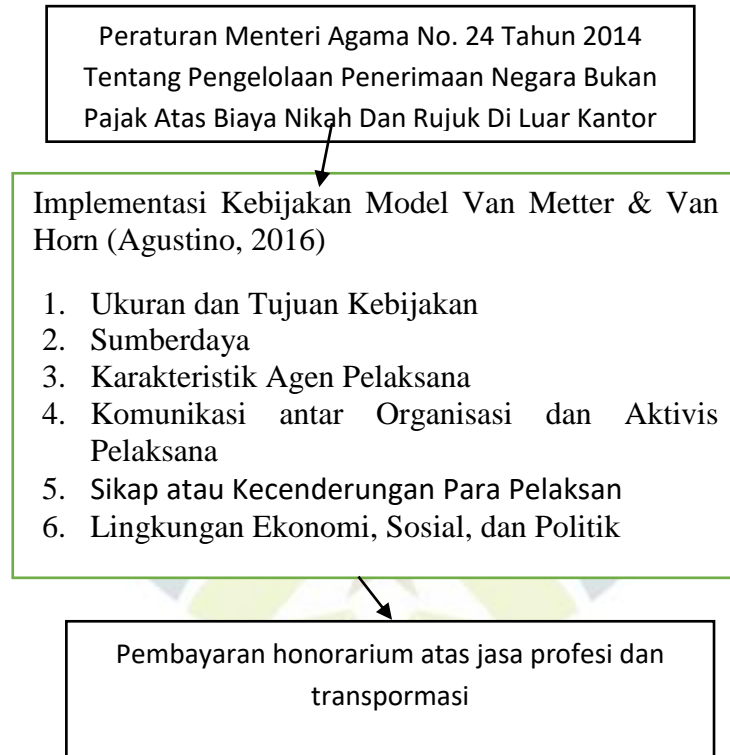 Peraturan Menteri Agama No. 24 Tahun 2014
Tentang Pengelolaan Penerimaan Negara Bukan
Pajak Atas Biaya Nikah Dan Rujuk Di Luar Kantor
Implementasi Kebijakan Model Van Metter & Van
Horn (Agustino, 2016)
1. Ukuran dan Tujuan Kebijakan
2. Sumberdaya
3. Karakteristik Agen Pelaksana
4. Komunikasi antar Organisasi dan Aktivis
Pelaksana
5. Sikap atau Kecenderungan Para Pelaksan
6. Lingkungan Ekonomi, Sosial, dan Politik
Pembayaran honorarium atas jasa profesi dan
transpormasi